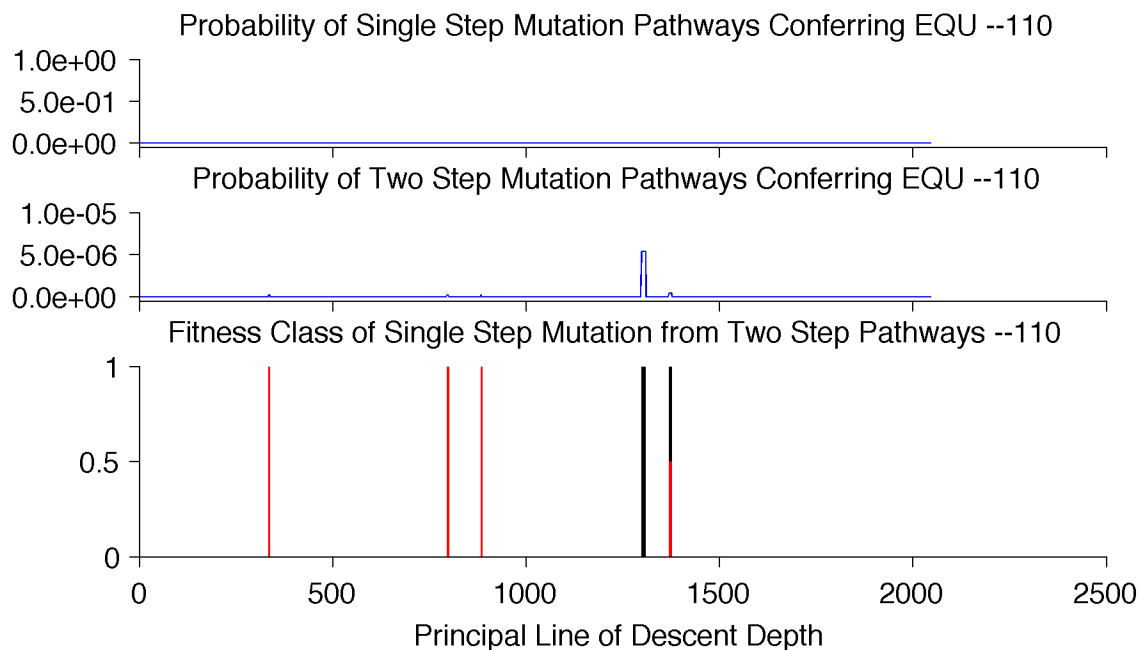 Probability of Single Step Mutation Pathways Conferring EQU --110
1.0e+00
5.0e-01
0.0e+00
Probability of Two Step Mutation Pathways Conferring EQU --110
1.0e-05
5.0e-06
0.0e+00
Fitness Class of Single Step Mutation from Two Step Pathways --110
1
0.5
0
0 500 1000 1500 2000 2500
Principal Line of Descent Depth